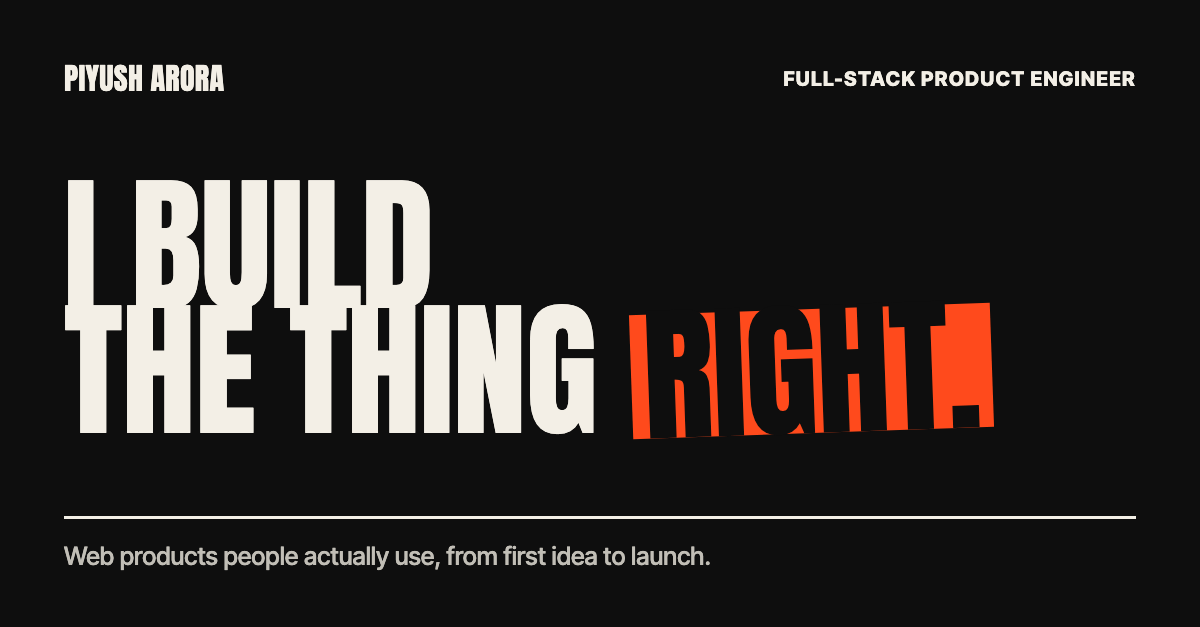 PIYUSH ARORA
FULL-STACK PRODUCT ENGINEER
I BUILD
THE THING RIGHT.
Web products people actually use, from first idea to launch.